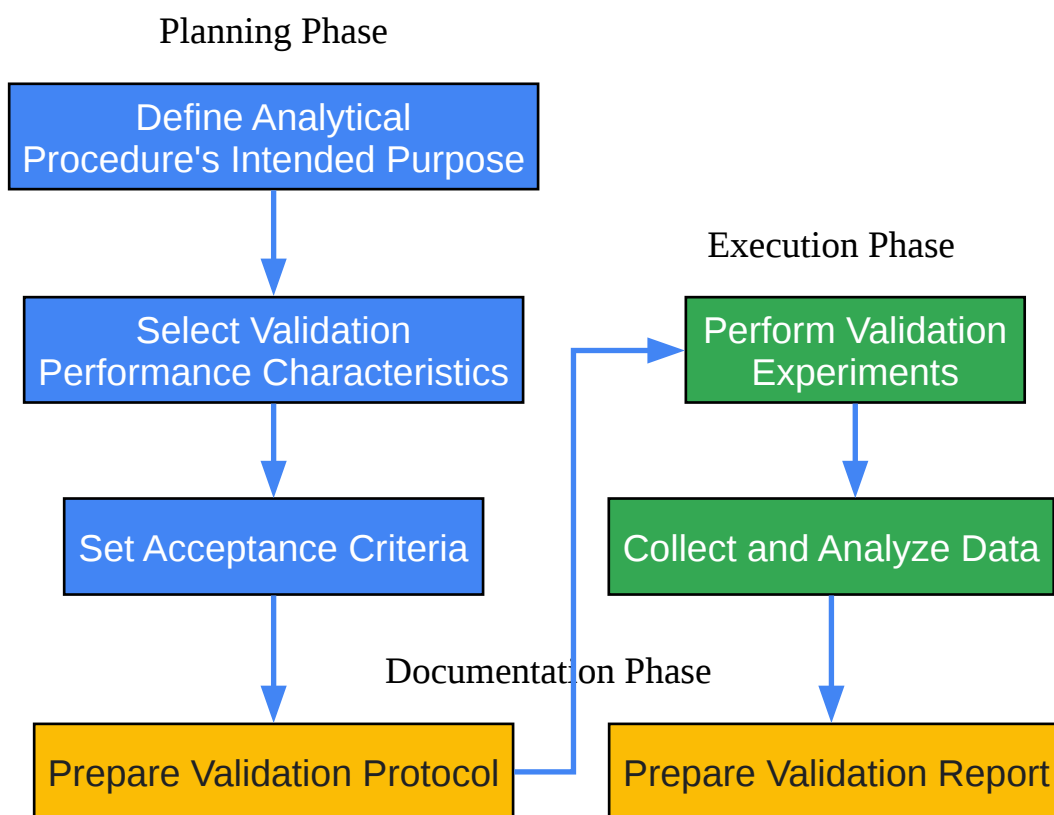 Planning Phase
Define Analytical
Procedure's Intended Purpose
Select Validation
Performance Characteristics
Set Acceptance Criteria
Documentation Phase
Prepare Validation Protocol
Execution Phase
Perform Validation
Experiments
Collect and Analyze Data
Prepare Validation Report